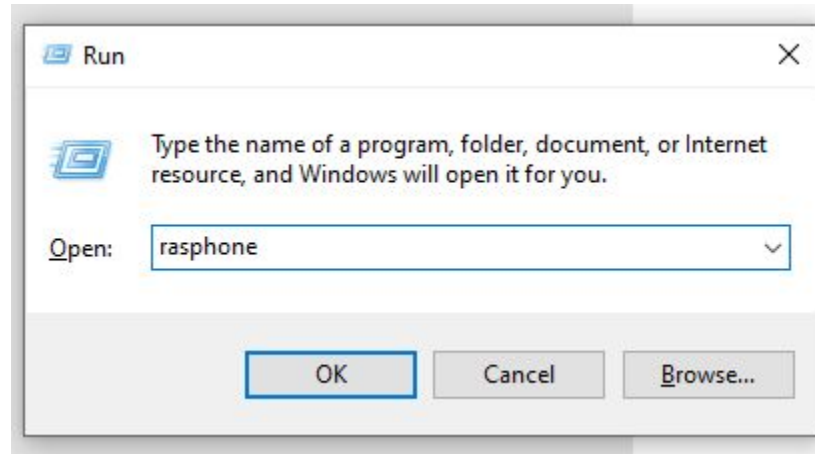 Run
Type the name of a program, folder, document, or Internet
resource, and Windows will open it for you.
Open: rasphone
OK Cancel Browse...